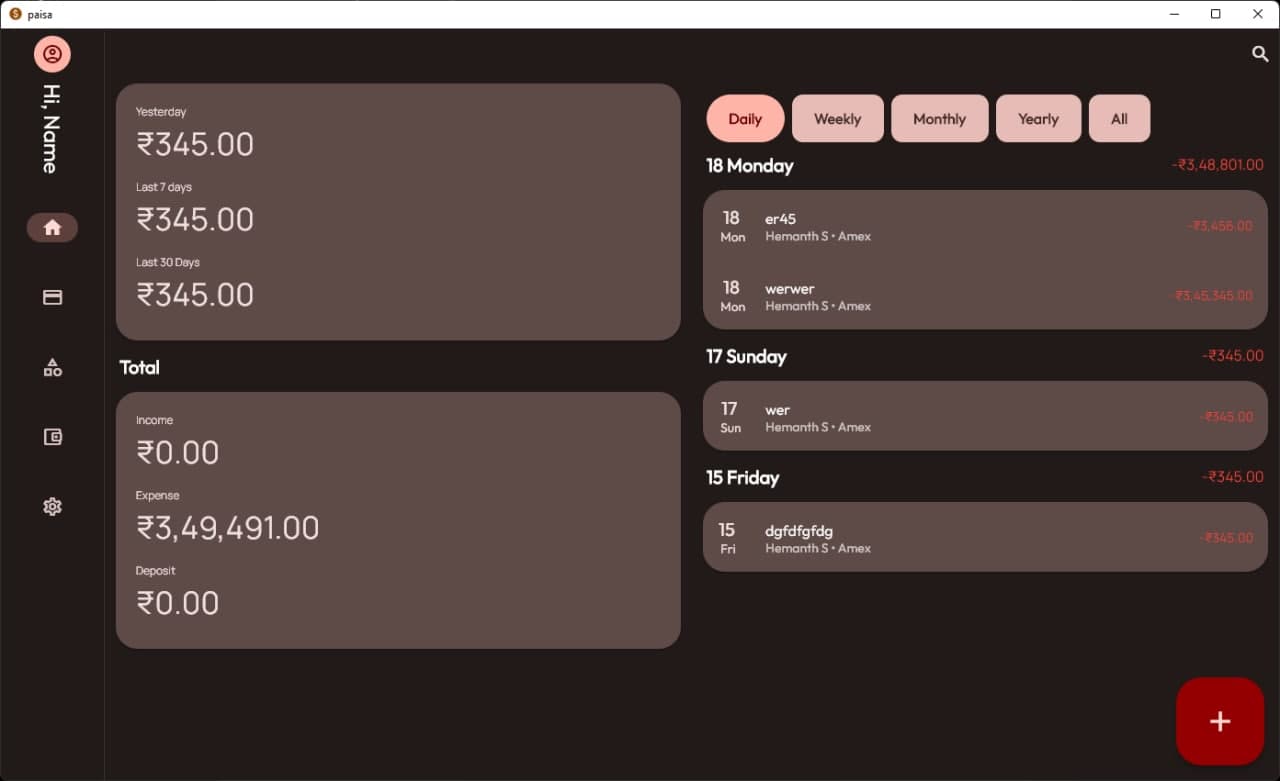 paisa
Hi, Name
Yesterday
₹345.00
Last 7 days
₹345.00
Last 30 Days
₹345.00
Total
Income
₹0.00
Expense
₹3,49,491.00
Deposit
₹0.00
Daily Weekly Monthly Yearly All
18 Monday -₹3,48,801.00
18 Mon er45 -₹3,456.00
Hemanth S • Amex
18 Mon werwer -₹3,45,345.00
Hemanth S • Amex
17 Sunday -₹345.00
17 Sun wer -₹345.00
Hemanth S • Amex
15 Friday -₹345.00
15 Fri dgfdfgfdg -₹345.00
Hemanth S • Amex